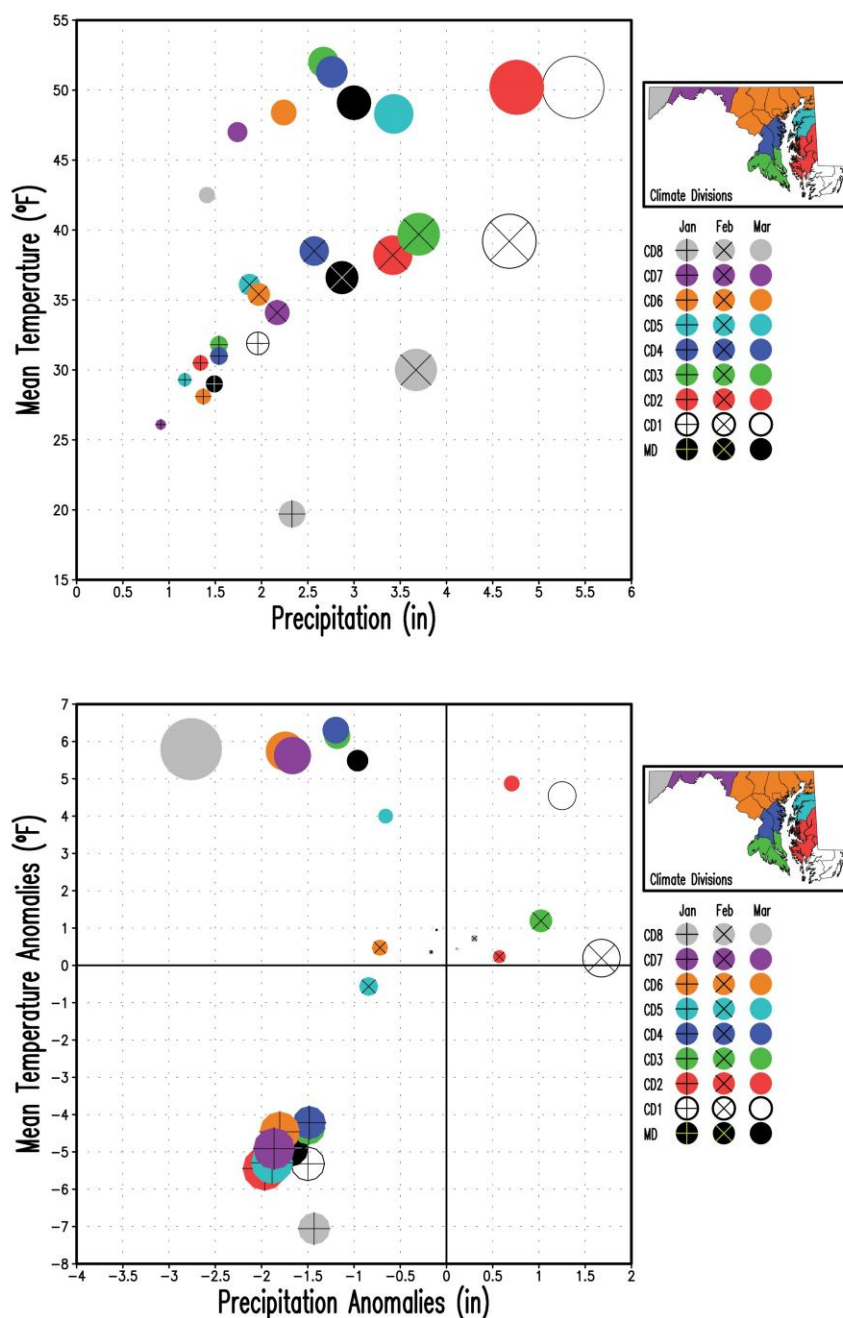 55
50
45
40
35
30
25
20
15
Mean Temperature (ºF)
0 0.5 1 1.5 2 2.5 3 3.5 4 4.5 5 5.5 6
Precipitation (in)
Climate Divisions
Jan Feb Mar
CD8
CD7
CD6
CD5
CD4
CD3
CD2
CD1
MD
7
6
5
4
3
2
1
0
-1
-2
-3
-4
-5
-6
-7
-8
Mean Temperature Anomalies (ºF)
-4 -3.5 -3 -2.5 -2 -1.5 -1 -0.5 0 0.5 1 1.5 2
Precipitation Anomalies (in)
Climate Divisions
Jan Feb Mar
CD8
CD7
CD6
CD5
CD4
CD3
CD2
CD1
MD